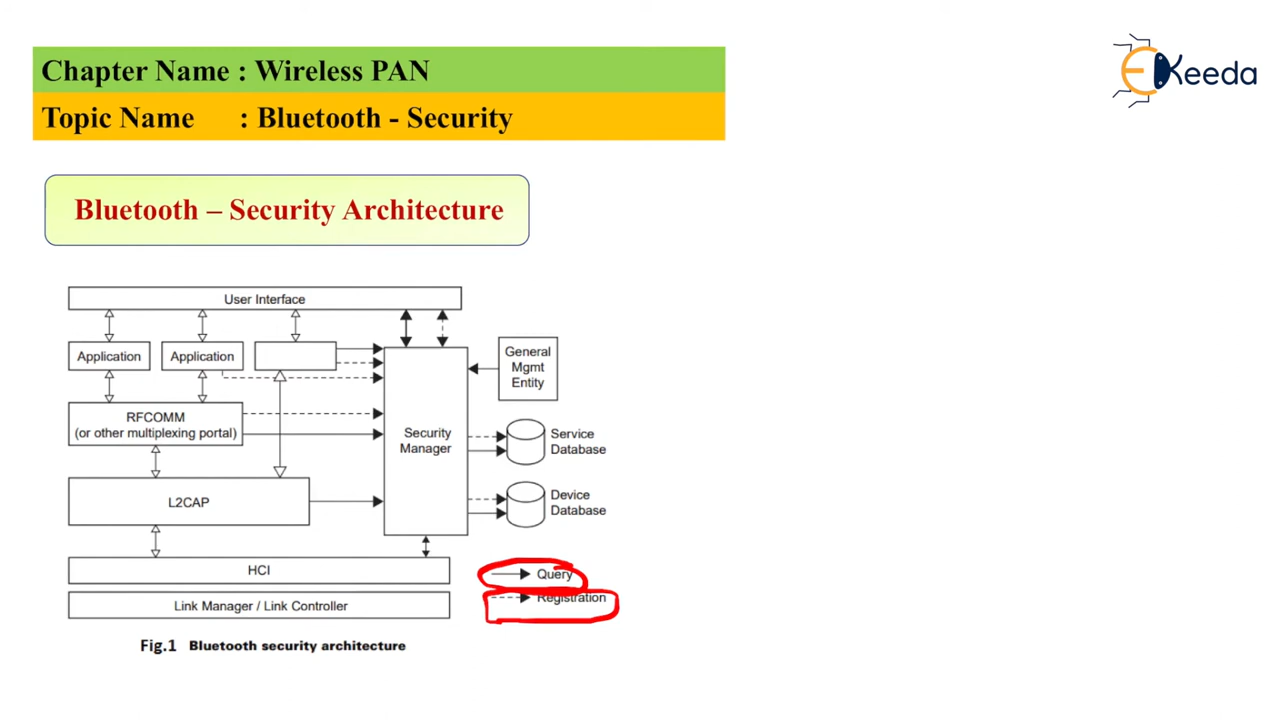 EKeeda
Chapter Name : Wireless PAN
Topic Name : Bluetooth - Security
Bluetooth – Security Architecture
User Interface
Application
Application
General
Mgmt
Entity
RFCOMM
(or other multiplexing portal)
Security
Manager
Service
Database
L2CAP
Device
Database
HCI
Query
Registration
Link Manager / Link Controller
Fig.1 Bluetooth security architecture